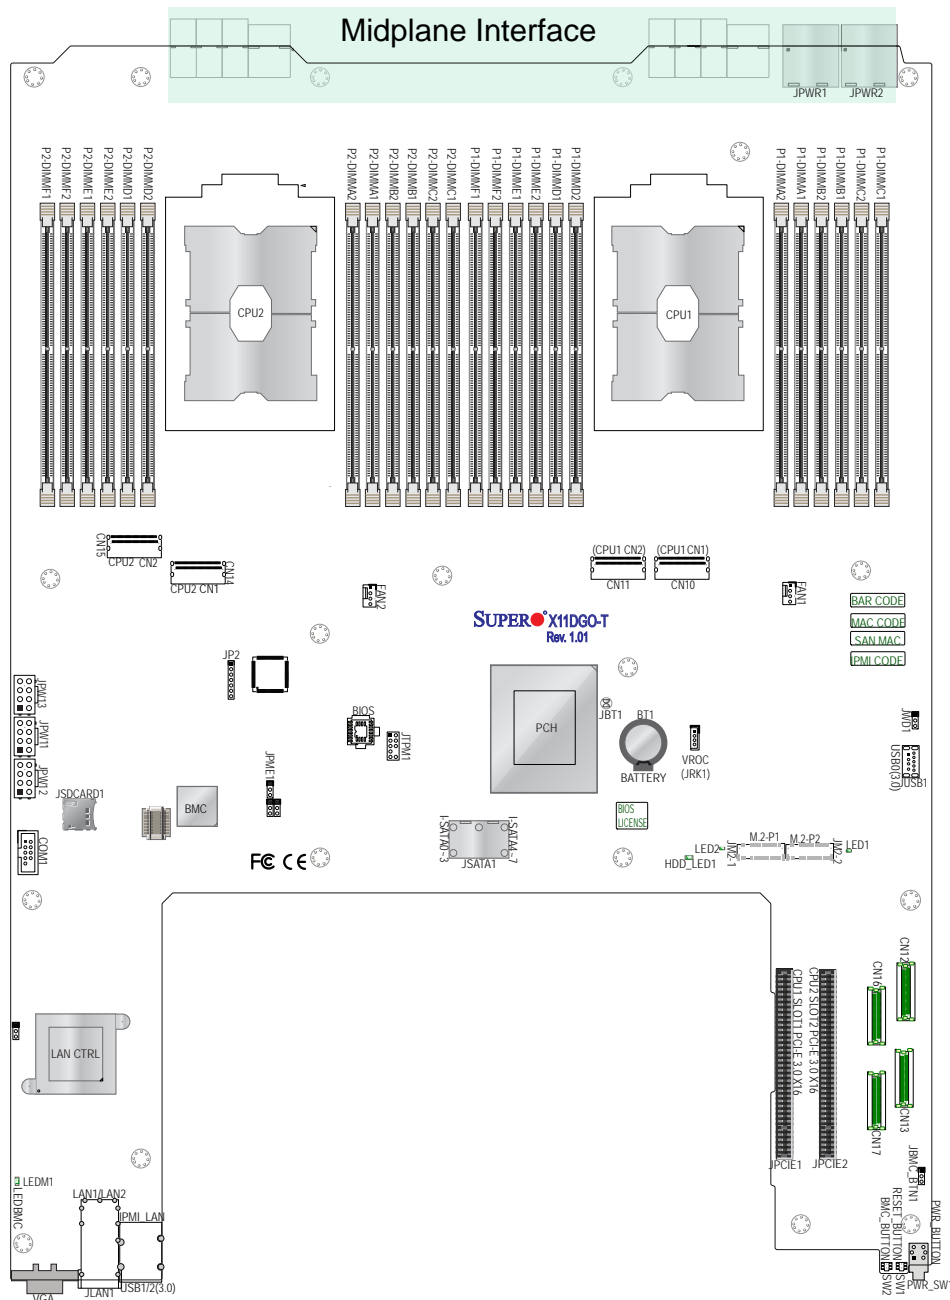 Midplane Interface
JPWR1
JPWR2
P2-DIMMF1
P2-DIMMF2
P2-DIMME1
P2-DIMME2
P2-DIMMD1
P2-DIMMD2
P2-DIMMA2
P2-DIMMA1
P2-DIMMB2
P2-DIMMB1
P2-DIMMC2
P2-DIMMC1
P1-DIMMF1
P1-DIMMF2
P1-DIMME1
P1-DIMME2
P1-DIMMD1
P1-DIMMD2
P1-DIMMA2
P1-DIMMA1
P1-DIMMB2
P1-DIMMB1
P1-DIMMC2
P1-DIMMC1
CPU2
CPU1
CN15
CPU2 CN2
CPU2 CN1
CN14
FAN2
(CPU1 CN2)
CN11
(CPU1 CN1)
CN10
FAN1
BAR CODE
MAC CODE
SAN MAC
IPMI CODE
SUPER X11DGO-T
Rev. 1.01
JP2
JPW13
JPW11
JPW12
BIOS
JTPM1
PCH
JBT1
BT1
BATTERY
VROC
(JRK1)
JWD1
USB0(3.0)
JUSB1
JPME1
BMC
JSDCARD1
COM1
FC CE
BIOS
LICENSE
I-SATA0~3
JSATA1
I-SATA4~7
LED2
HDD_LED1
JM2-1
M.2-P1
M.2-P2
JM2-2
LED1
CN12
CN16
CN13
CN17
CPU1 SLOT1 PCI-E 3.0 X16
CPU2 SLOT2 PCI-E 3.0 X16
JPCIE1
JPCIE2
LAN CTRL
LEDM1
LEDBMC
LAN1/LAN2
IPMI_LAN
USB1/2(3.0)
JLAN1
VGA
JBMC_BTN1
BMC_BUTTON
RESET_BUTTON
PWR_BUTTON
SW2
SW1
PWR_SW1